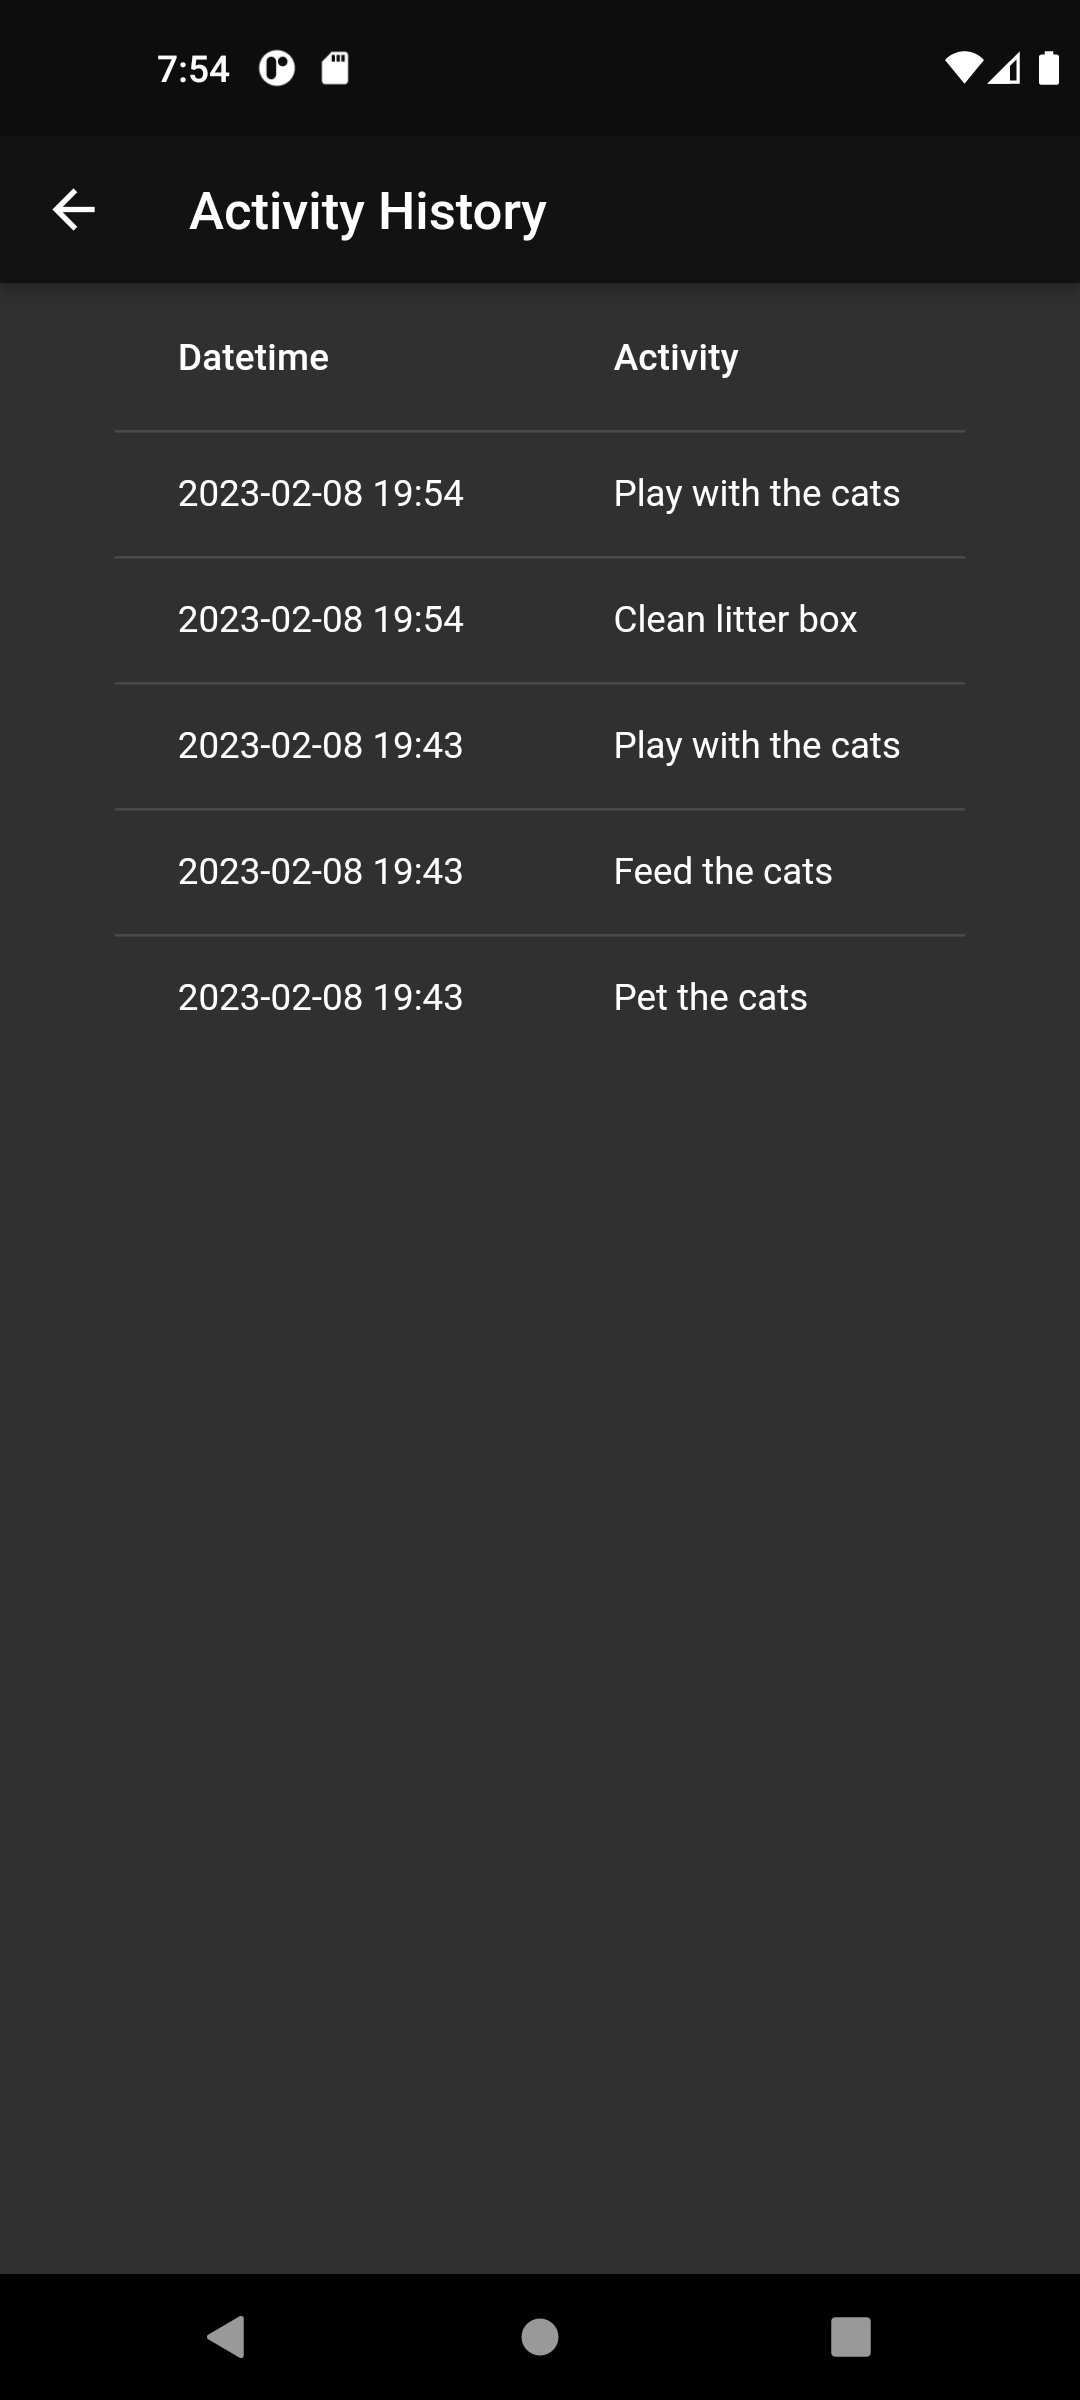 7:54
Activity History
Datetime Activity
2023-02-08 19:54 Play with the cats
2023-02-08 19:54 Clean litter box
2023-02-08 19:43 Play with the cats
2023-02-08 19:43 Feed the cats
2023-02-08 19:43 Pet the cats